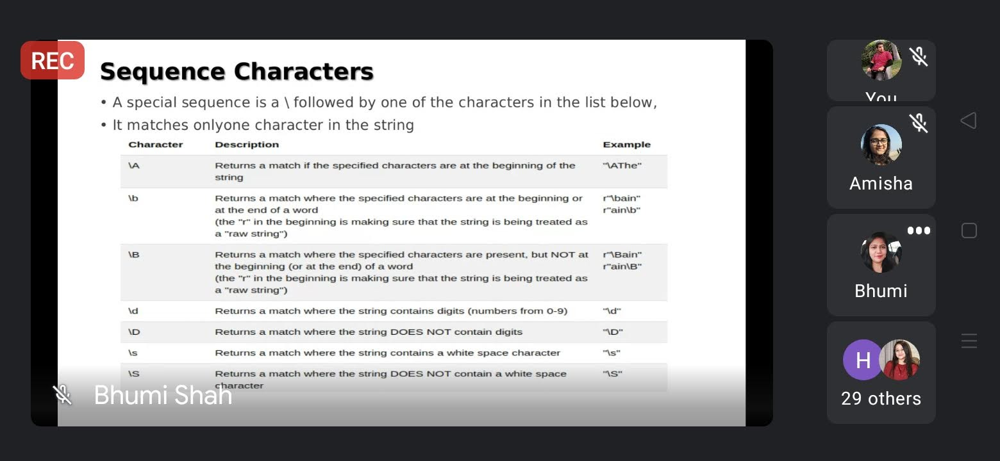 REC
Sequence Characters
• A special sequence is a \ followed by one of the characters in the list below,
• It matches onlyone character in the string
Character Description Example
\A Returns a match if the specified characters are at the beginning of the "\AThe"
string
\b Returns a match where the specified characters are at the beginning or r"\bain"
at the end of a word r"ain\b"
(the "r" in the beginning is making sure that the string is being treated as
a "raw string")
\B Returns a match where the specified characters are present, but NOT at r"\Bain"
the beginning (or at the end) of a word r"ain\B"
(the "r" in the beginning is making sure that the string is being treated as
a "raw string")
\d Returns a match where the string contains digits (numbers from 0-9) "\d"
\D Returns a match where the string DOES NOT contain digits "\D"
\s Returns a match where the string contains a white space character "\s"
\S Returns a match where the string DOES NOT contain a white space "\S"
character
Bhumi Shah
You
Amisha
Bhumi
H
29 others